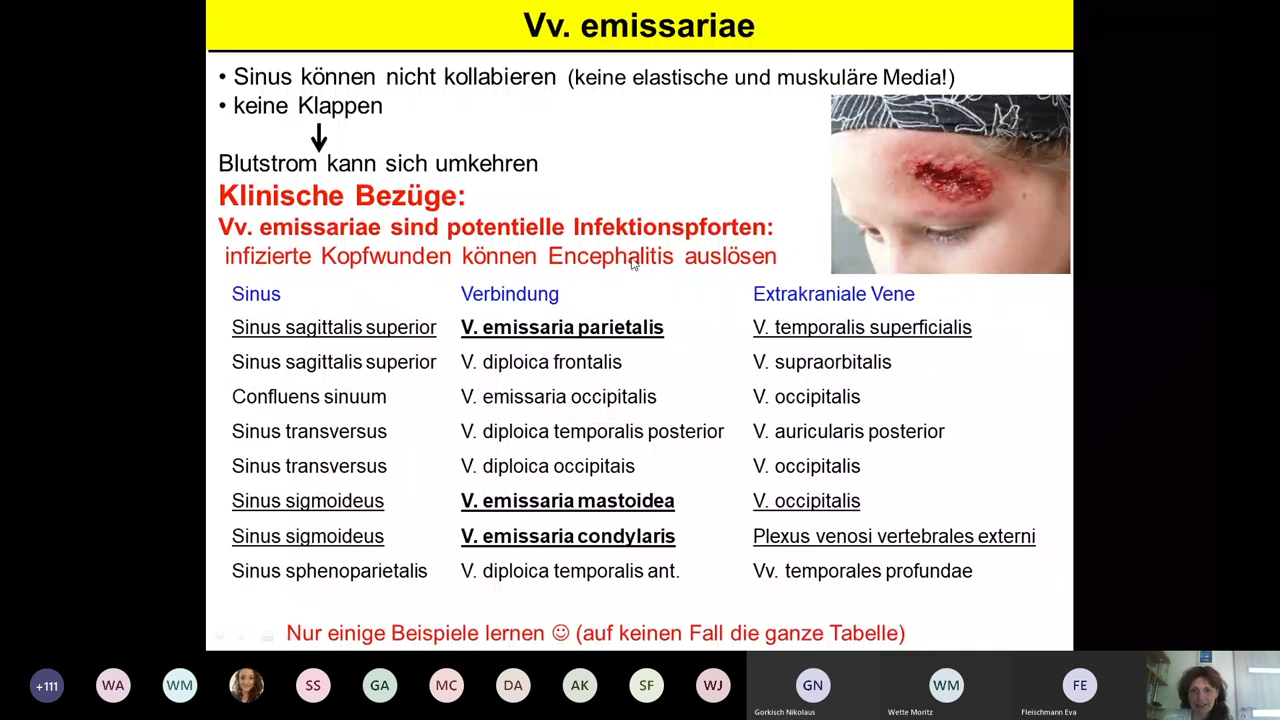 Vv. emissariae
• Sinus können nicht kollabieren (keine elastische und muskuläre Media!)
• keine Klappen
Blutstrom kann sich umkehren
Klinische Bezüge:
Vv. emissariae sind potentielle Infektionspforten:
infizierte Kopfwunden können Encephalitis auslösen
Sinus Verbindung Extrakraniale Vene
Sinus sagittalis superior V. emissaria parietalis V. temporalis superficialis
Sinus sagittalis superior V. diploica frontalis V. supraorbitalis
Confluens sinuum V. emissaria occipitalis V. occipitalis
Sinus transversus V. diploica temporalis posterior V. auricularis posterior
Sinus transversus V. diploica occipitais V. occipitalis
Sinus sigmoideus V. emissaria mastoidea V. occipitalis
Sinus sigmoideus V. emissaria condylaris Plexus venosi vertebrales externi
Sinus sphenoparietalis V. diploica temporalis ant. Vv. temporales profundae
Nur einige Beispiele lernen ☺ (auf keinen Fall die ganze Tabelle)
+111 WA WM SS GA MC DA AK SF WJ GN WM FE
Gorkisch Nikolaus Wette Moritz Fleischmann Eva